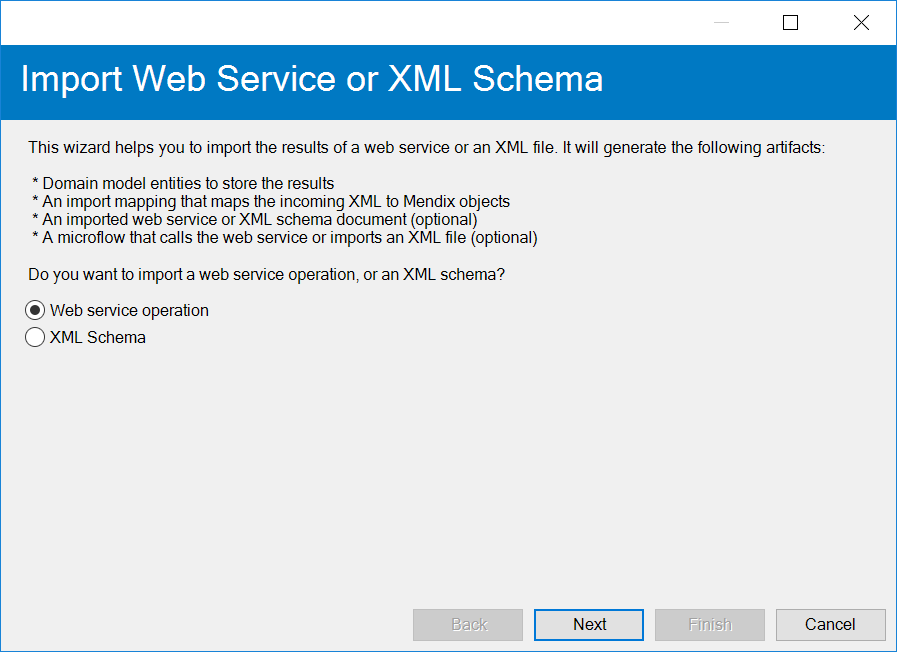 Import Web Service or XML Schema
This wizard helps you to import the results of a web service or an XML file. It will generate the following artifacts:
* Domain model entities to store the results
* An import mapping that maps the incoming XML to Mendix objects
* An imported web service or XML schema document (optional)
* A microflow that calls the web service or imports an XML file (optional)
Do you want to import a web service operation, or an XML schema?
Web service operation
XML Schema
Back Next Finish Cancel